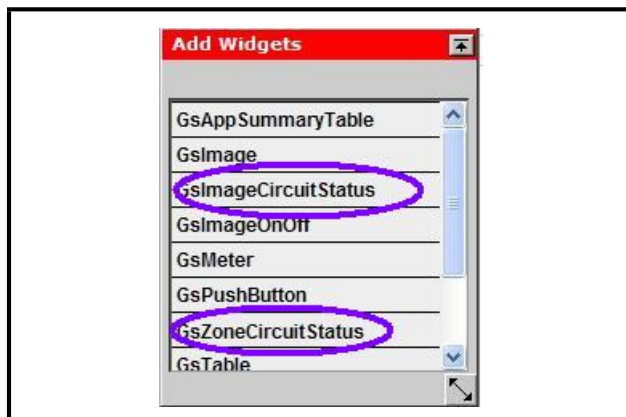 Add Widgets
GsAppSummaryTable
GsImage
GsImageCircuitStatus
GsImageOnOff
GsMeter
GsPushButton
GsZoneCircuitStatus
GsTable